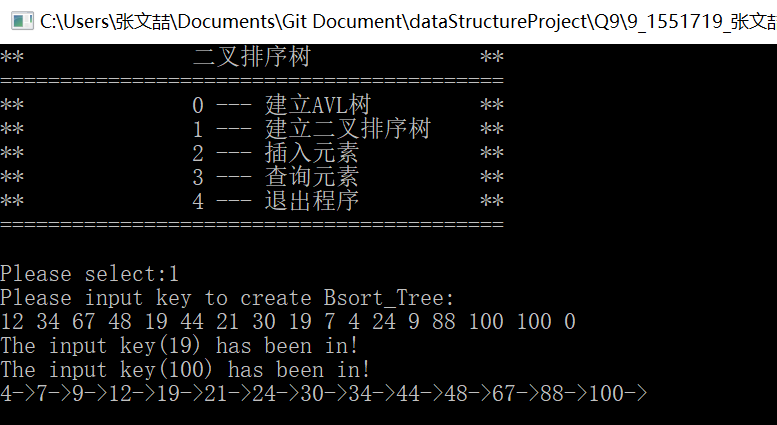 C:\Users\张文喆\Documents\Git Document\dataStructureProject\Q9\9_1551719_张文喆
** 二叉排序树 **
==========================================
** 0 --- 建立AVL树 **
** 1 --- 建立二叉排序树 **
** 2 --- 插入元素 **
** 3 --- 查询元素 **
** 4 --- 退出程序 **
==========================================
Please select:1
Please input key to create Bsort_Tree:
12 34 67 48 19 44 21 30 19 7 4 24 9 88 100 100 0
The input key(19) has been in!
The input key(100) has been in!
4->7->9->12->19->21->24->30->34->44->48->67->88->100->